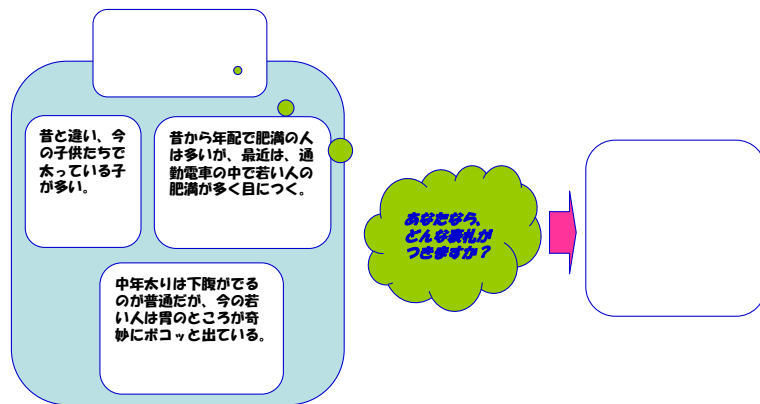 昔と違い、今
の子供たちで
太っている子
が多い。
昔から年配で肥満の人
は多いが、最近は、通
勤電車の中で若い人の
肥満が多く目につく。
中年太りは下腹がでる
のが普通だが、今の若
い人は胃のところが奇
妙にポコッと出ている。
あなたなら、
どんな表札が
つきますか？